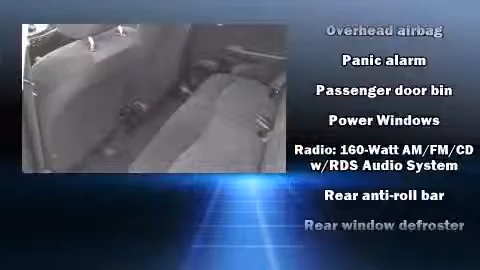 Overhead airbag
Panic alarm
Passenger door bin
Power Windows
Radio: 160-Watt AM/FM/CD
w/RDS Audio System
Rear anti-roll bar
Rear window defroster